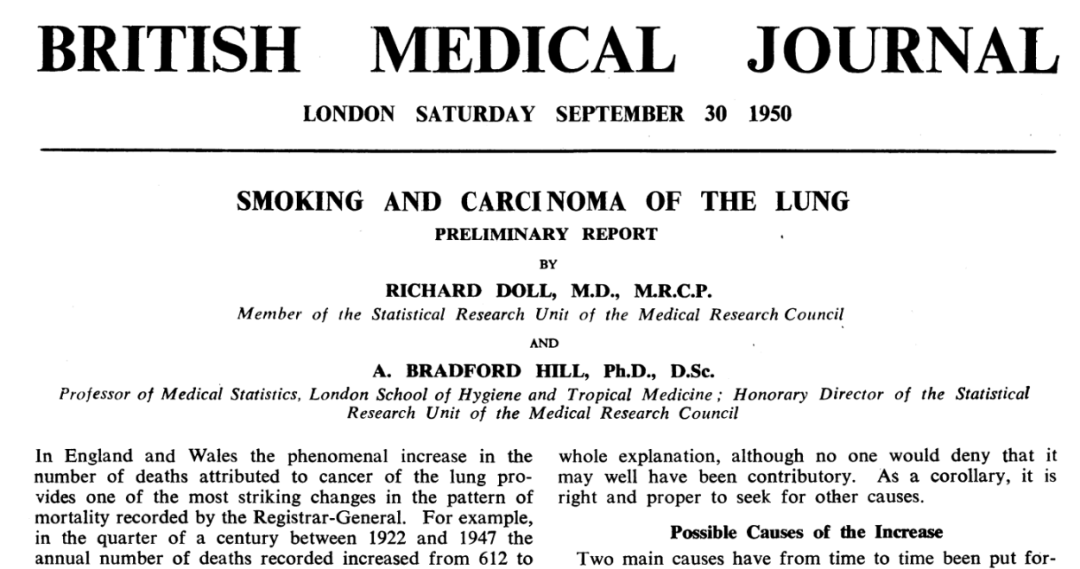 BRITISH MEDICAL JOURNAL
LONDON SATURDAY SEPTEMBER 30 1950
SMOKING AND CARCINOMA OF THE LUNG
PRELIMINARY REPORT
BY
RICHARD DOLL, M.D., M.R.C.P.
Member of the Statistical Research Unit of the Medical Research Council
AND
A. BRADFORD HILL, Ph.D., D.Sc.
Professor of Medical Statistics, London School of Hygiene and Tropical Medicine ; Honorary Director of the Statistical
Research Unit of the Medical Research Council
In England and Wales the phenomenal increase in the
number of deaths attributed to cancer of the lung pro-
vides one of the most striking changes in the pattern of
mortality recorded by the Registrar-General. For example,
in the quarter of a century between 1922 and 1947 the
annual number of deaths recorded increased from 612 to
whole explanation, although no one would deny that it
may well have been contributory. As a corollary, it is
right and proper to seek for other causes.
Possible Causes of the Increase
Two main causes have from time to time been put for-